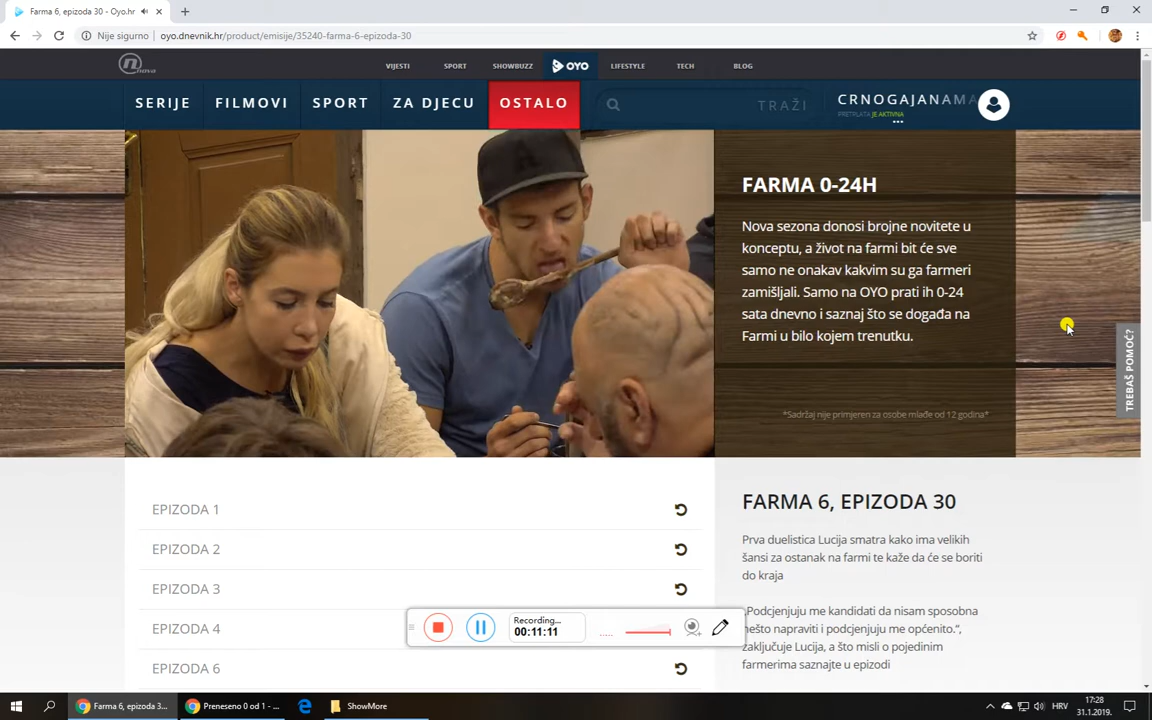 Farma 6, epizoda 30 - Oyo.hr
Nije sigurno
oyo.dnevnik.hr/product/emisije/35240-farma-6-epizoda-30
nova
VIJESTI SPORT SHOWBUZZ OYO LIFESTYLE TECH BLOG
SERIJE FILMOVI SPORT ZA DJECU OSTALO TRAŽI
CRNOGAJANAMA
PRETPLATA JE AKTIVNA
FARMA 0-24H
Nova sezona donosi brojne novitete u
konceptu, a život na farmi bit će sve
samo ne onakav kakvim su ga farmeri
zamišljali. Samo na OYO prati ih 0-24
sata dnevno i saznaj što se događa na
Farmi u bilo kojem trenutku.
*Sadržaj nije primjeren za osobe mlađe od 12 godina*
TREBAŠ POMOĆ?
EPIZODA 1
EPIZODA 2
EPIZODA 3
EPIZODA 4
EPIZODA 6
FARMA 6, EPIZODA 30
Prva duelistica Lucija smatra kako ima velikih
šansi za ostanak na farmi te kaže da će se boriti
do kraja
„Podcjenjuju me kandidati da nisam sposobna
nešto napraviti i podcjenjuju me općenito.“,
zaključuje Lucija, a što misli o pojedinim
farmerima saznajte u epizodi
Recording...
00:11:11
Farma 6, epizoda 3...
Preneseno 0 od 1 - ...
ShowMore
HRV
17:28
31.1.2019.